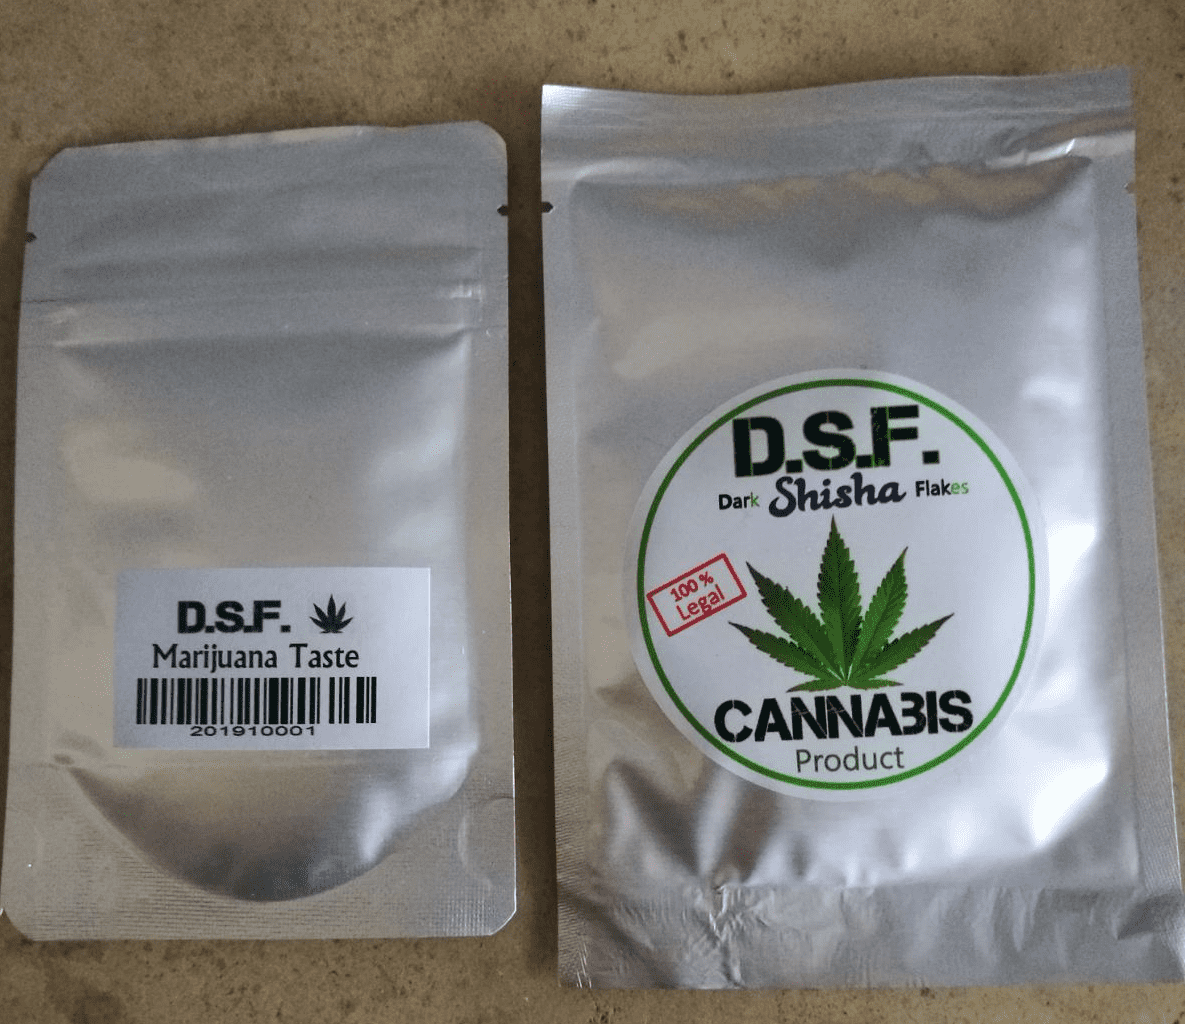 D.S.F.
Marijuana Taste
201910001
D.S.F.
Dark Shisha Flakes
100 %
Legal
CANNABIS
Product